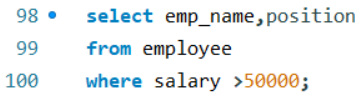 98 select emp_name,position
99 from employee
100 where salary >50000;